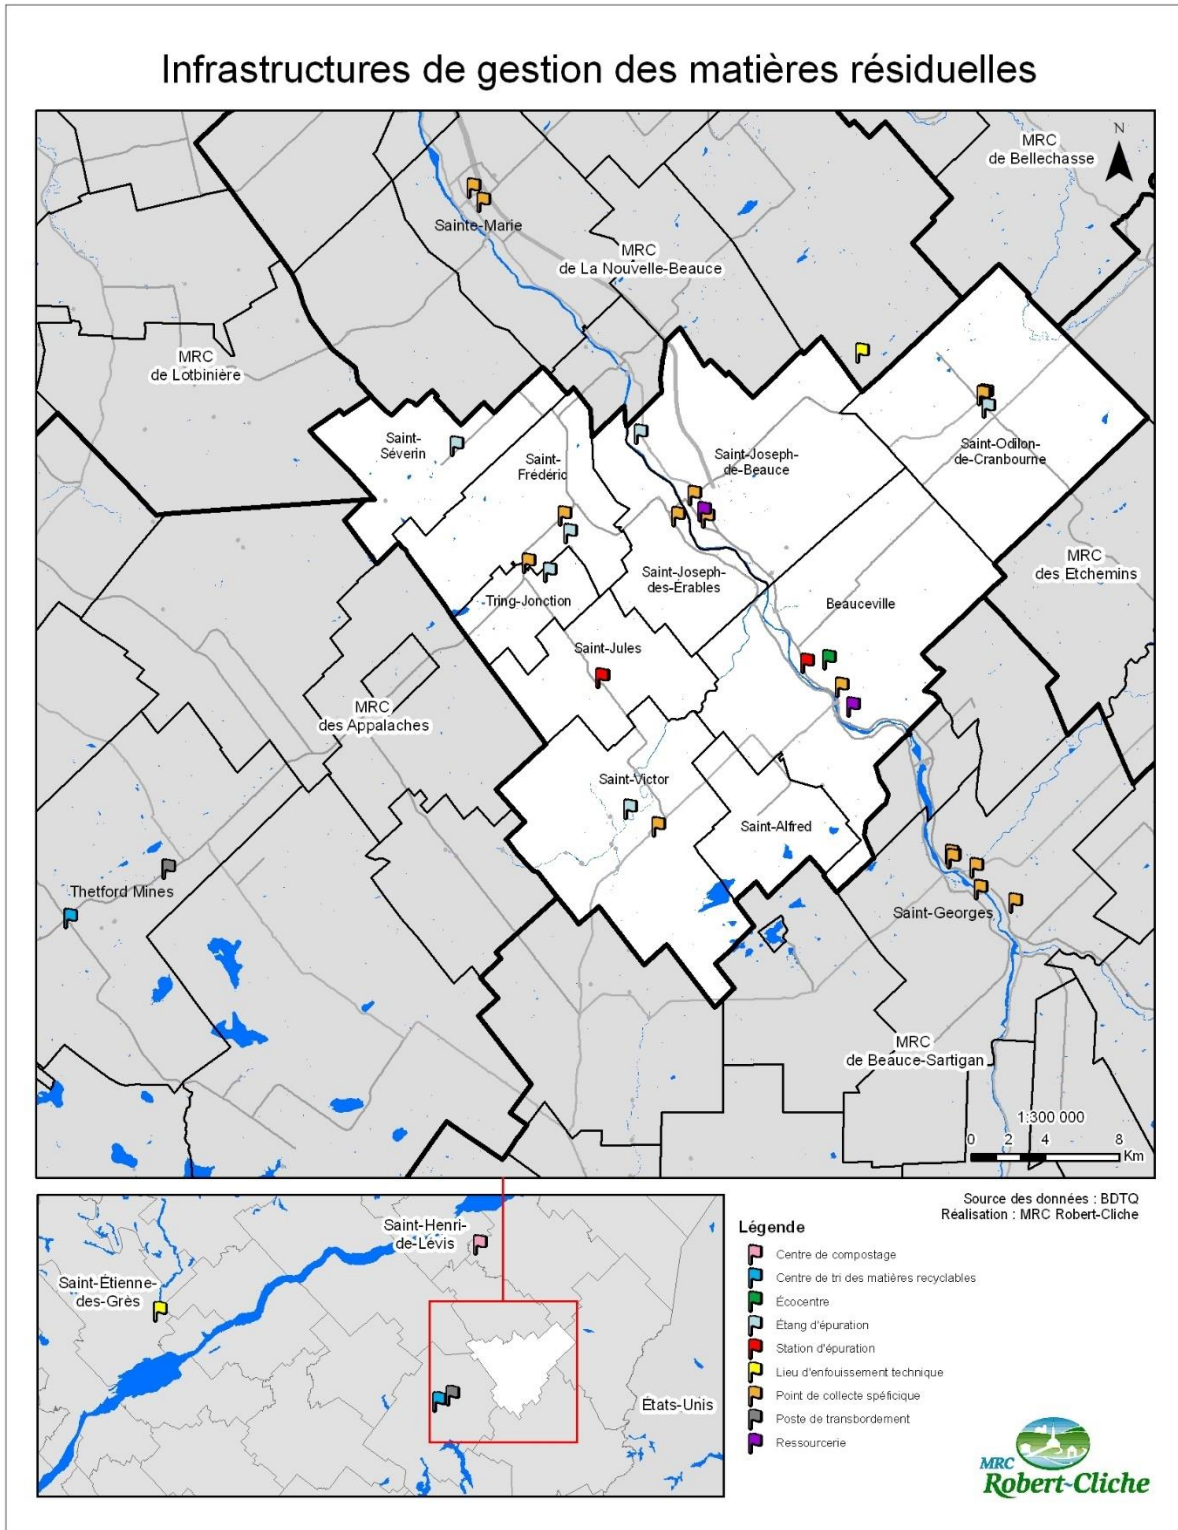 Infrastructures de gestion des matières résiduelles
N
MRC
de Bellechasse
Sainte-Marie
MRC
de La Nouvelle-Beauce
MRC
de Lotbinière
Saint-
Séverin
Saint-
Frédéric
Saint-Joseph-
de-Beauce
Saint-Odilon-
de-Cranbourne
MRC
des Etchemins
Saint-Joseph-
des-Érables
Tring-Jonction
Beauceville
Saint-Jules
MRC
des Appalaches
Saint-Victor
Saint-Alfred
Thetford Mines
Saint-Georges
MRC
de Beauce-Sartigan
1:300 000
0 2 4 8
Km
Source des données : BDTQ
Réalisation : MRC Robert-Cliche
Saint-Henri-
de-Lévis
Saint-Étienne-
des-Grès
États-Unis
Légende
Centre de compostage
Centre de tri des matières recyclables
Écocentre
Étang d'épuration
Station d'épuration
Lieu d'enfouissement technique
Point de collecte spéficique
Poste de transbordement
Ressourcerie
MRC
Robert-Cliche